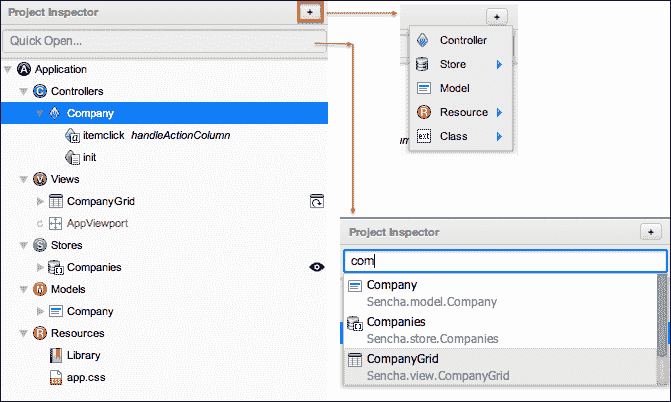 Project Inspector
+
Quick Open...
Application
Controllers
Company
itemclick handleActionColumn
init
Views
CompanyGrid
AppViewport
Stores
Companies
Models
Company
Resources
Library
app.css
+
Controller
Store
Model
Resource
Class
Project Inspector
+
com
Company
Sencha.model.Company
Companies
Sencha.store.Companies
CompanyGrid
Sencha.view.CompanyGrid